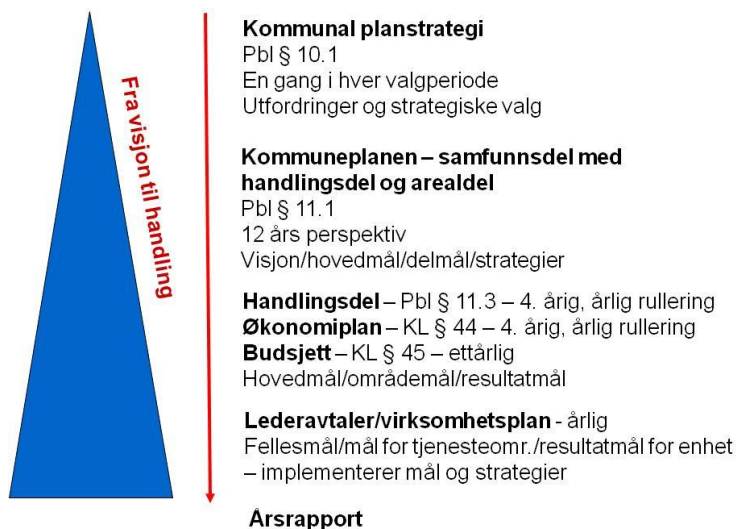 Fra visjon til handling
Kommunal planstrategi
Pbl § 10.1
En gang i hver valgperiode
Utfordringer og strategiske valg
Kommuneplanen – samfunnsdel med
handlingsdel og arealdel
Pbl § 11.1
12 års perspektiv
Visjon/hovedmål/delmål/strategier
Handlingsdel – Pbl § 11.3 – 4. årig, årlig rullering
Økonomiplan – KL § 44 – 4. årig, årlig rullering
Budsjett – KL § 45 – ettårlig
Hovedmål/områdemål/resultatmål
Lederavtaler/virksomhetsplan - årlig
Fellesmål/mål for tjenesteomr./resultatmål for enhet
– implementerer mål og strategier
Årsrapport